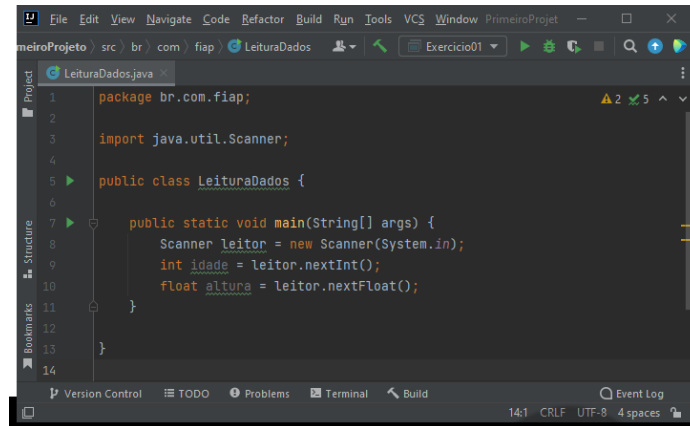 File Edit View Navigate Code Refactor Build Run Tools VCS Window PrimeiroProjet
meiroProjeto src br com fiap LeituraDados Exercicio01
Project
LeituraDados.java
1 package br.com.fiap;
2 5
2
3 import java.util.Scanner;
4
5 public class LeituraDados {
6
7 public static void main(String[] args) {
8 Scanner leitor = new Scanner(System.in);
9 int idade = leitor.nextInt();
10 float altura = leitor.nextFloat();
11 }
12
13 }
14
Structure
Bookmarks
Version Control TODO Problems Terminal Build Event Log
14:1 CRLF UTF-8 4 spaces